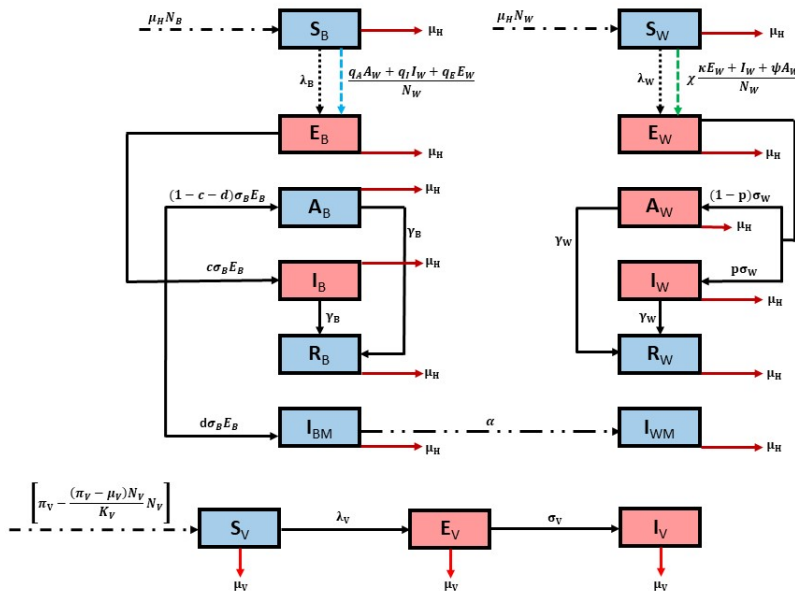 μ_H N_B
S_B
μ_H
μ_H N_W
S_W
μ_H
λ_B
\frac{q_A A_W + q_I I_W + q_E E_W}{N_W}
λ_W
χ \frac{κE_W + I_W + ψA_W}{N_W}
E_B
μ_H
E_W
μ_H
(1 − c − d)σ_B E_B
A_B
μ_H
γ_B
A_W
(1 − p)σ_W
μ_H
γ_W
cσ_B E_B
I_B
μ_H
γ_B
I_W
pσ_W
μ_H
γ_W
R_B
μ_H
R_W
μ_H
dσ_B E_B
I_BM
μ_H
α
I_WM
μ_H
[π_V − \frac{(π_V − μ_V)N_V}{K_V} N_V]
S_V
λ_V
E_V
σ_V
I_V
μ_V
μ_V
μ_V